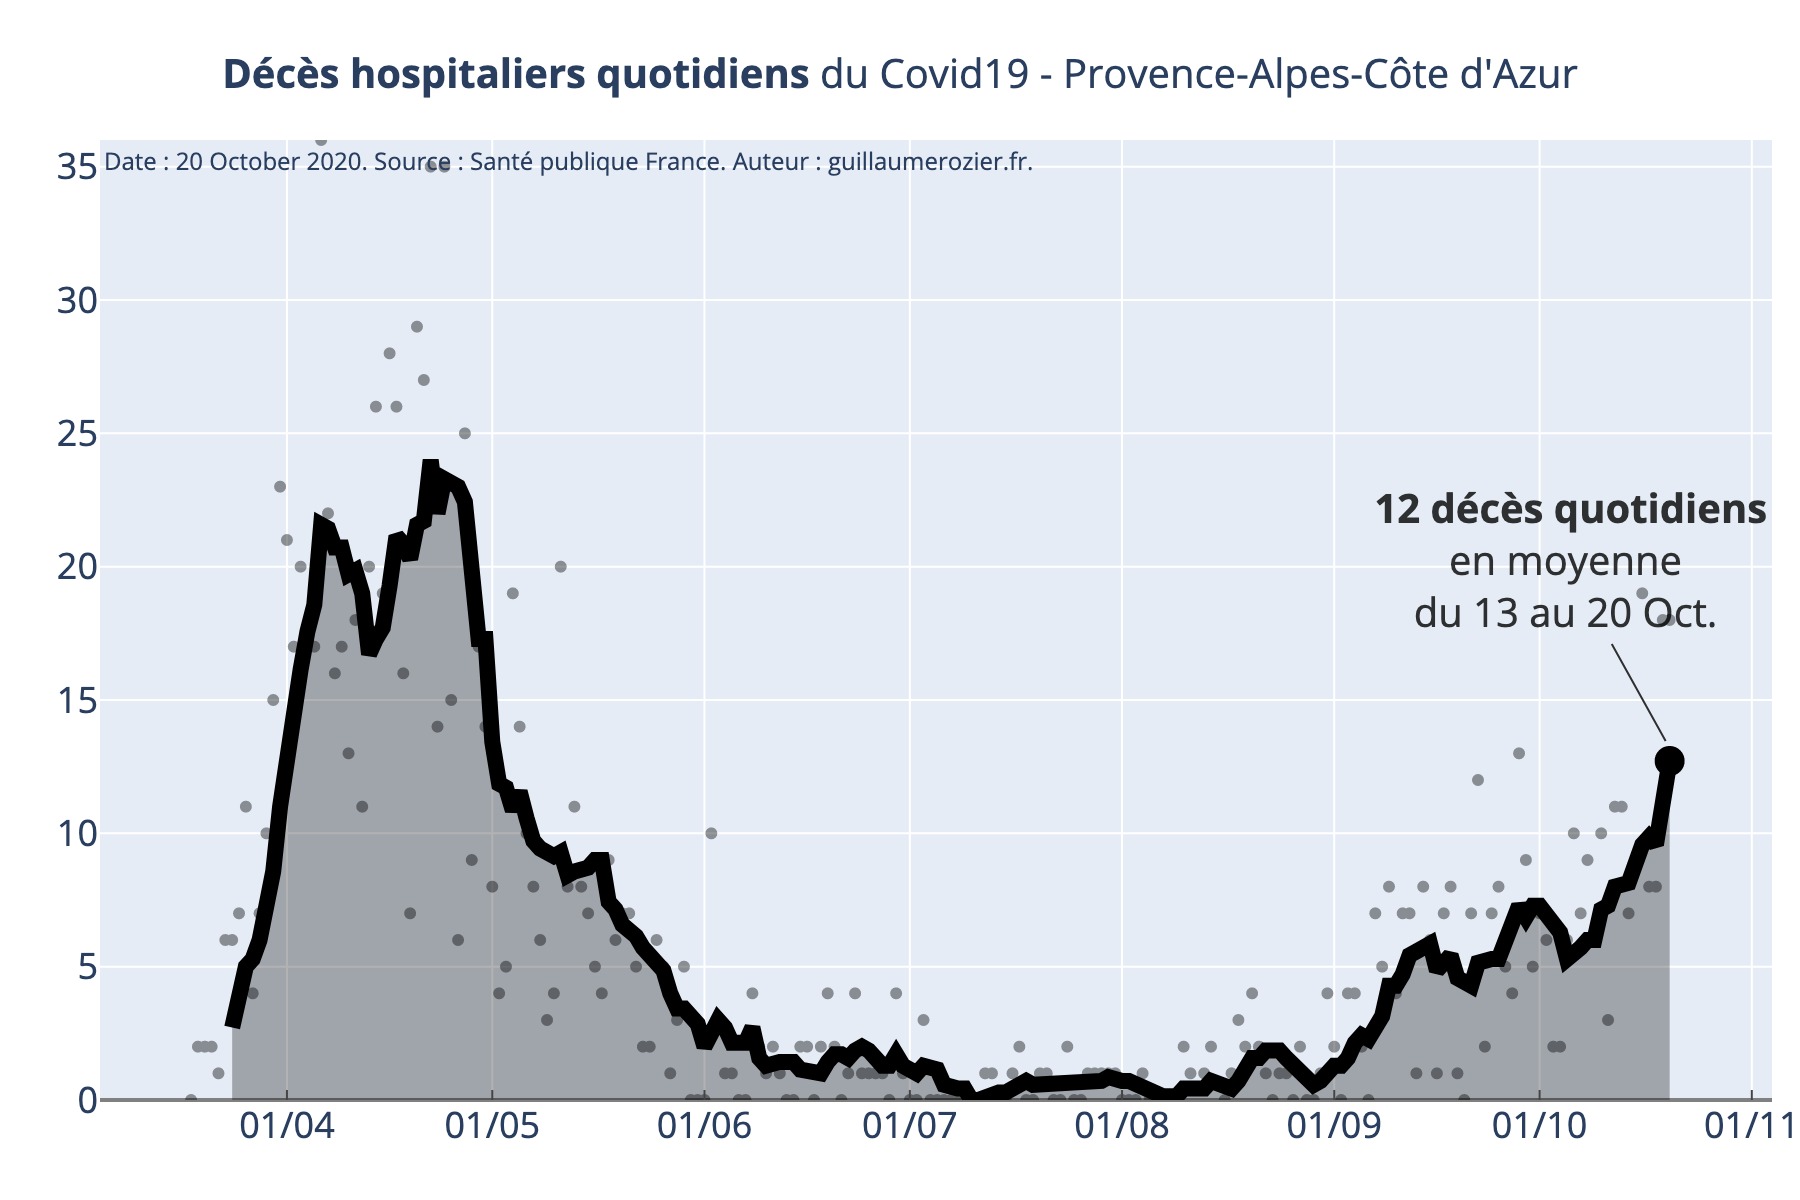 Décès hospitaliers quotidiens du Covid19 - Provence-Alpes-Côte d'Azur
Date : 20 October 2020. Source : Santé publique France. Auteur : guillaumerozier.fr.
35
30
25
20
15
10
5
0
12 décès quotidiens
en moyenne
du 13 au 20 Oct.
01/04 01/05 01/06 01/07 01/08 01/09 01/10 01/11